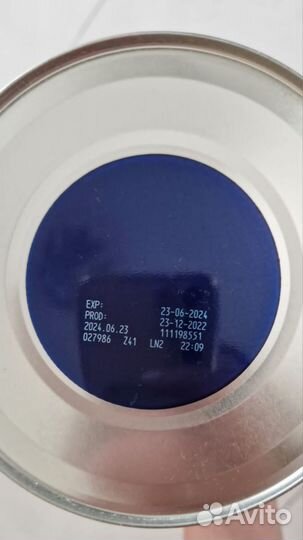 EXP: 23-06-2024
PROD: 23-12-2022
2024.06.23 111198551
027986 Z41 LN2 22:09
Avito